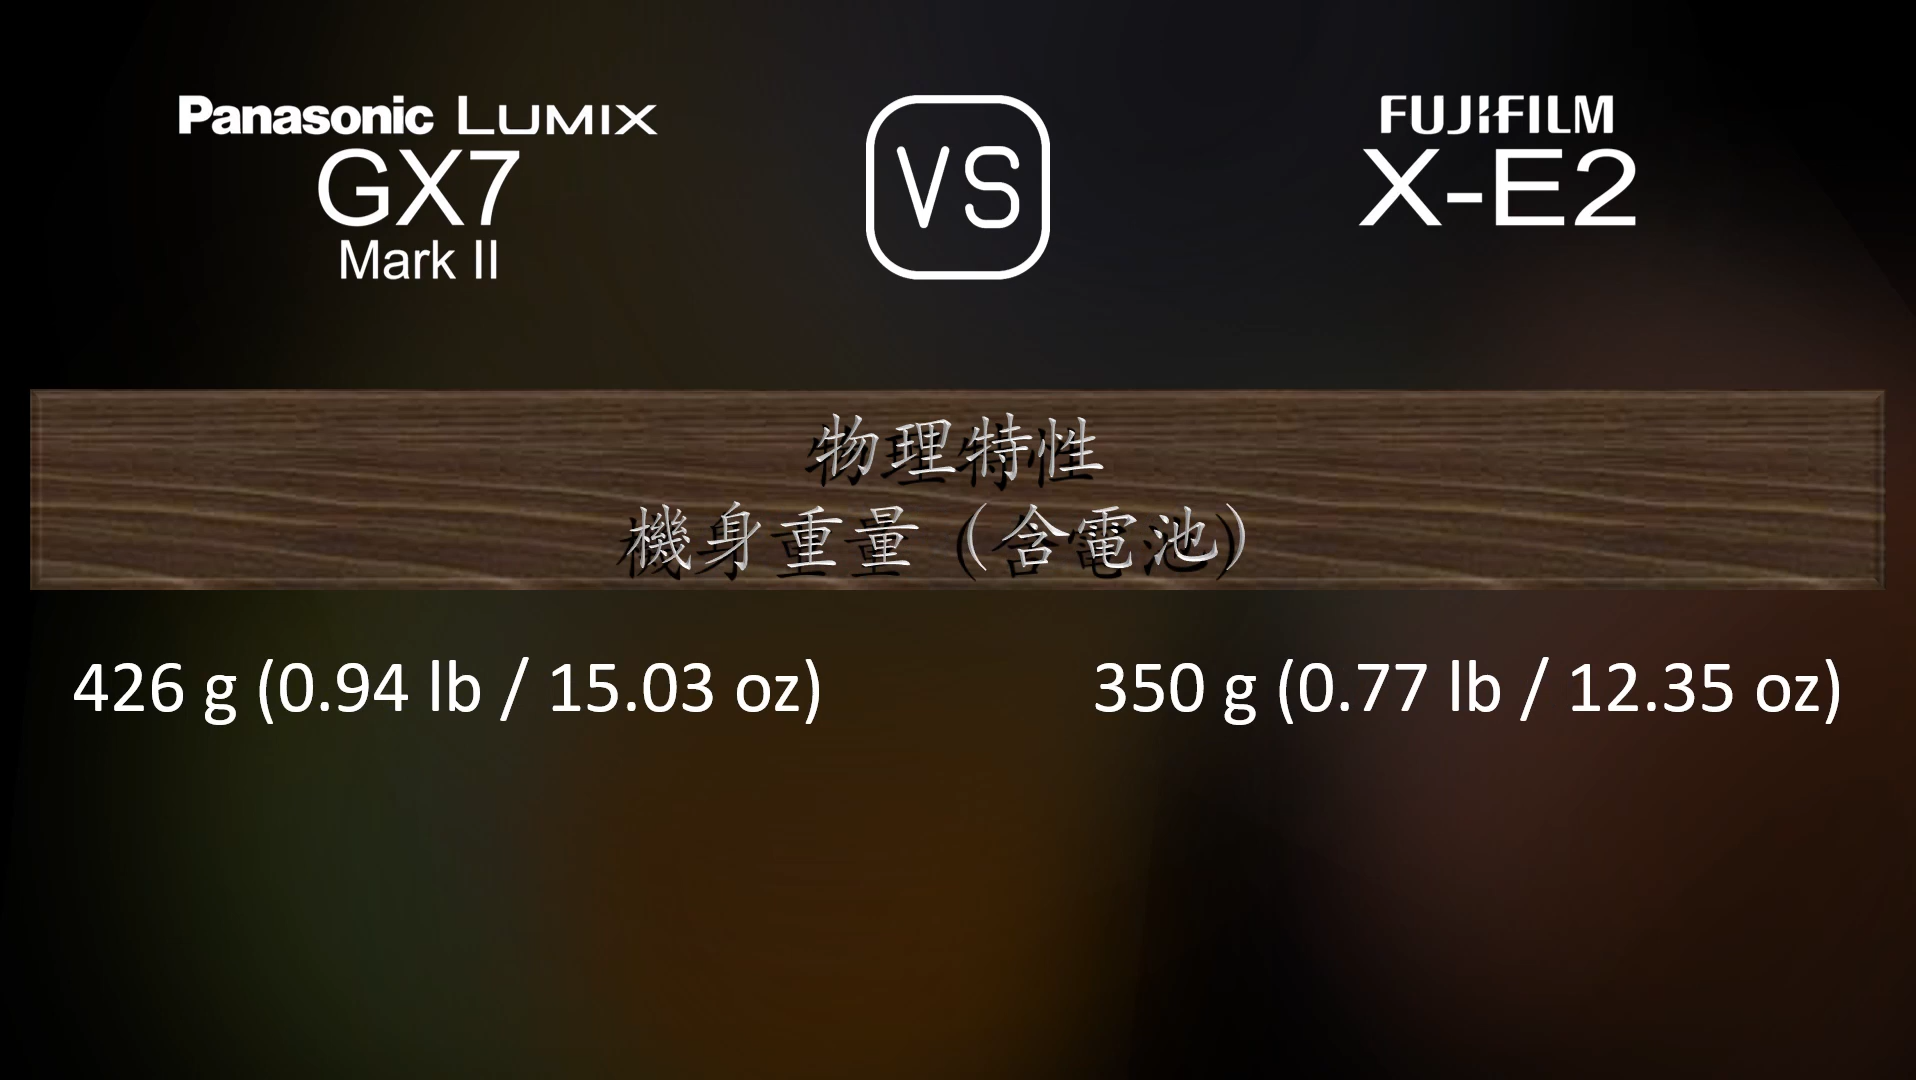 Panasonic LUMIX
GX7
Mark II
VS
FUJIFILM
X-E2
物理特性
機身重量 (含電池)
426 g (0.94 lb / 15.03 oz)
350 g (0.77 lb / 12.35 oz)